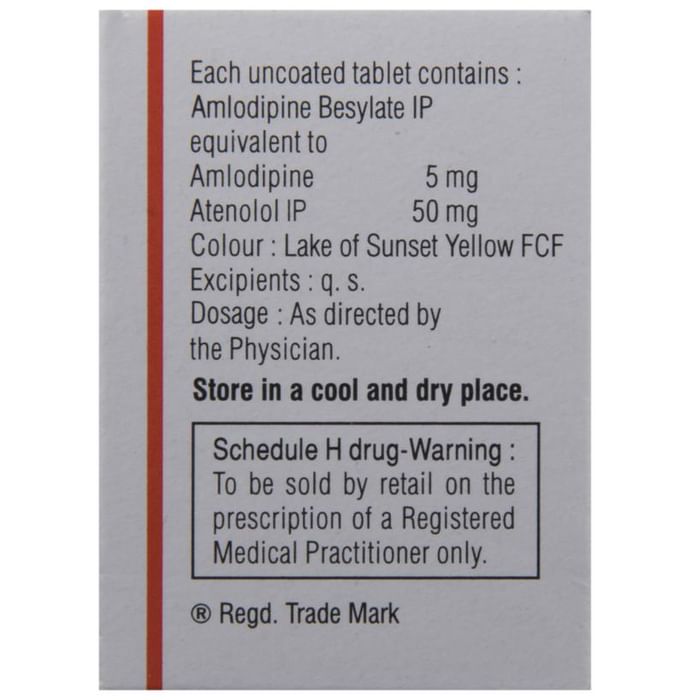 Each uncoated tablet contains :
Amlodipine Besylate IP
equivalent to
Amlodipine 5 mg
Atenolol IP 50 mg
Colour : Lake of Sunset Yellow FCF
Excipients : q. s.
Dosage : As directed by
the Physician.
Store in a cool and dry place.
Schedule H drug-Warning :
To be sold by retail on the
prescription of a Registered
Medical Practitioner only.
® Regd. Trade Mark